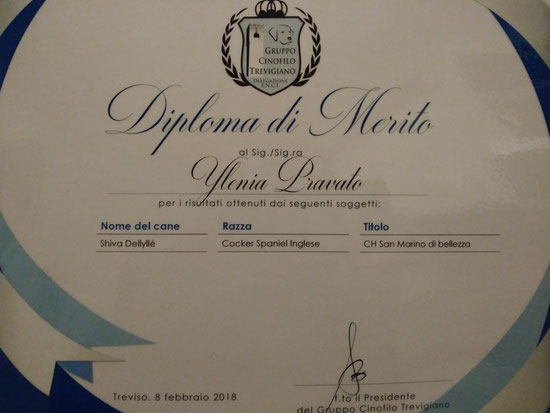 GRUPPO
CINOFILO
TREVIGIANO
DELEGAZIONE
E.N.C.I.
Diploma di Merito
al Sig./Sig.ra
Ylenia Pravato
per i risultati ottenuti dai seguenti soggetti:
Nome del cane Razza Titolo
Shiva Dellyllé Cocker Spaniel Inglese CH San Marino di bellezza
Treviso, 8 febbraio 2018
f.to Il Presidente
del Gruppo Cinofilo Trevigiano